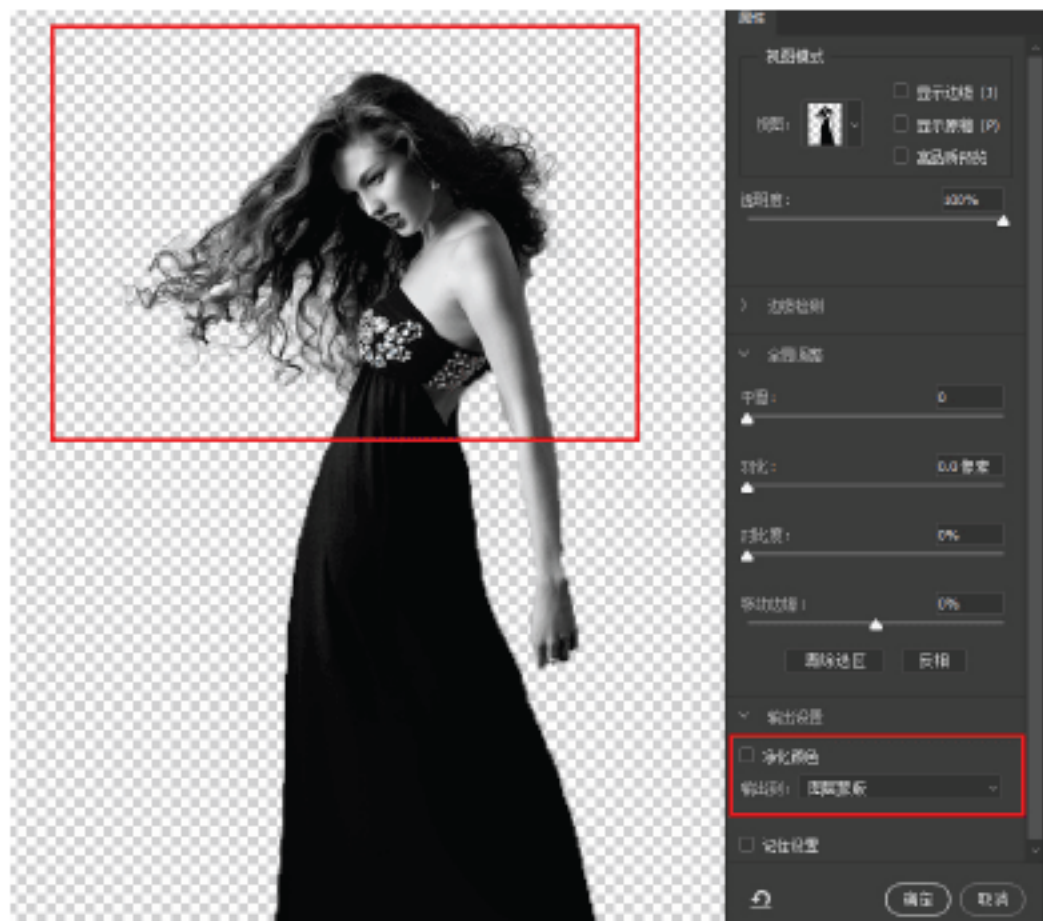 属性
视图模式
显示边缘 (J)
视图：
显示原稿 (P)
高品质预览
透明度：
100%
边缘检测
全局调整
平滑：
0
羽化：
0.0 像素
对比度：
0%
移动边缘：
0%
清除选区
反相
输出设置
净化颜色
输出到：
图层蒙版
记住设置
确定
取消